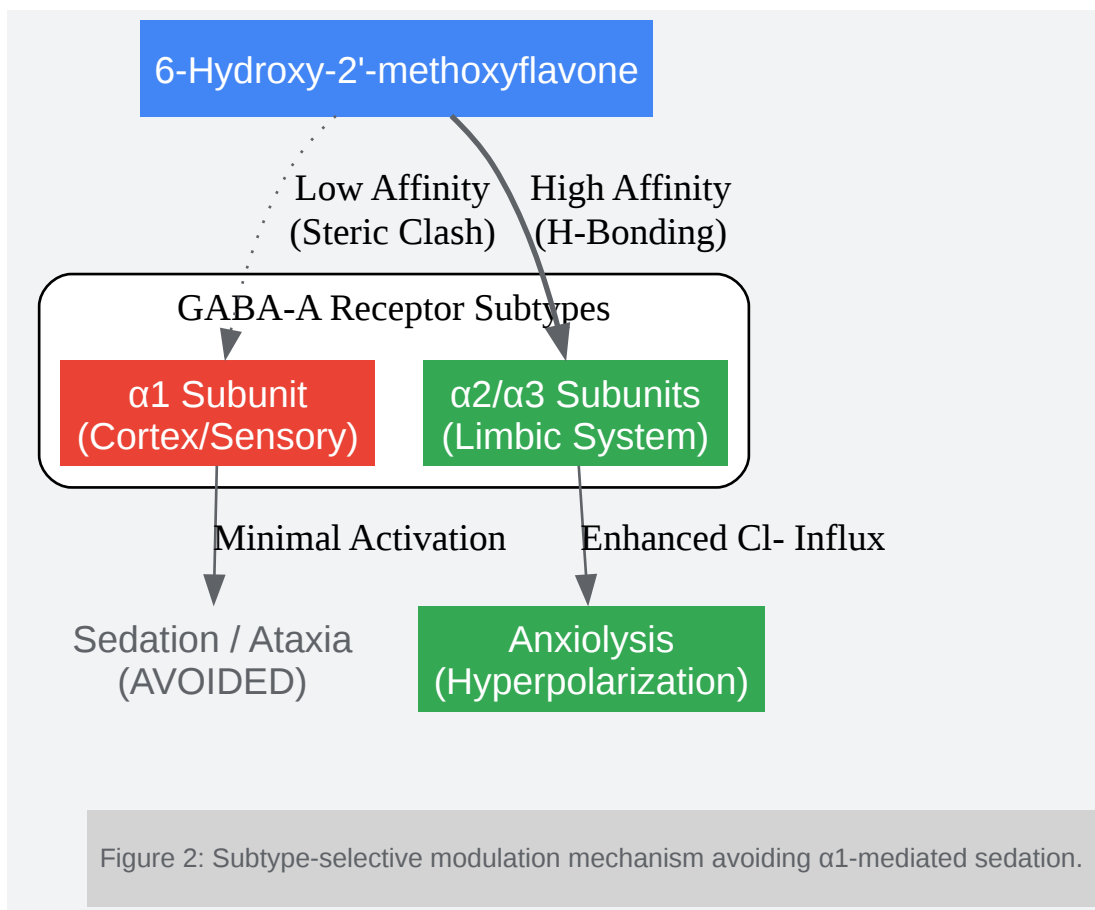 6-Hydroxy-2'-methoxyflavone
Low Affinity
(Steric Clash)
High Affinity
(H-Bonding)
GABA-A Receptor Subtypes
α1 Subunit
(Cortex/Sensory)
α2/α3 Subunits
(Limbic System)
Minimal Activation
Enhanced Cl- Influx
Sedation / Ataxia
(AVOIDED)
Anxiolysis
(Hyperpolarization)
Figure 2: Subtype-selective modulation mechanism avoiding α1-mediated sedation.